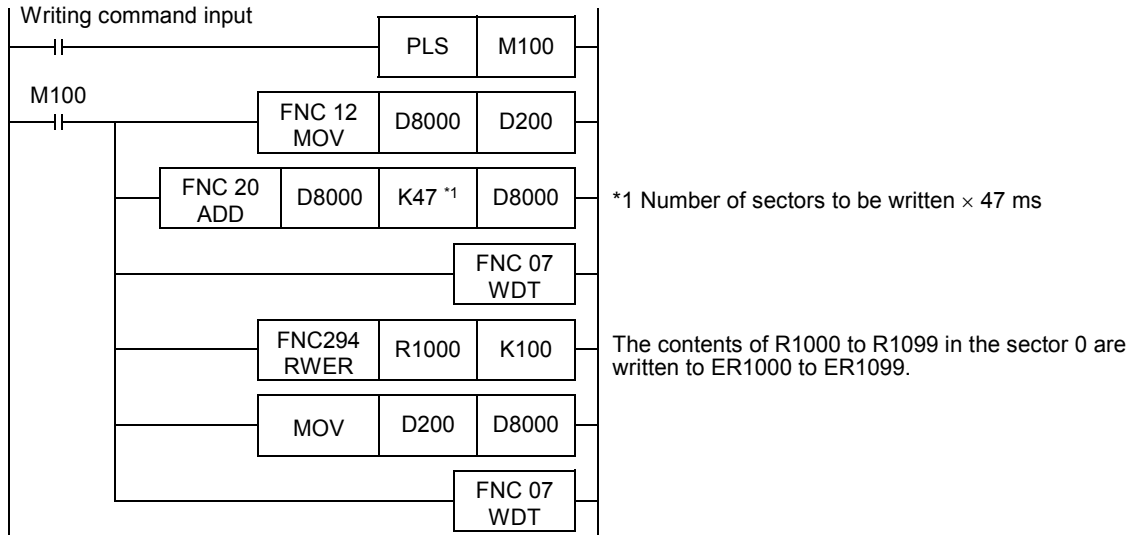 Writing command input
PLS M100
M100
FNC 12
MOV D8000 D200
FNC 20
ADD D8000 K47 *1 D8000
*1 Number of sectors to be written × 47 ms
FNC 07
WDT
FNC294
RWER R1000 K100
The contents of R1000 to R1099 in the sector 0 are
written to ER1000 to ER1099.
MOV D200 D8000
FNC 07
WDT